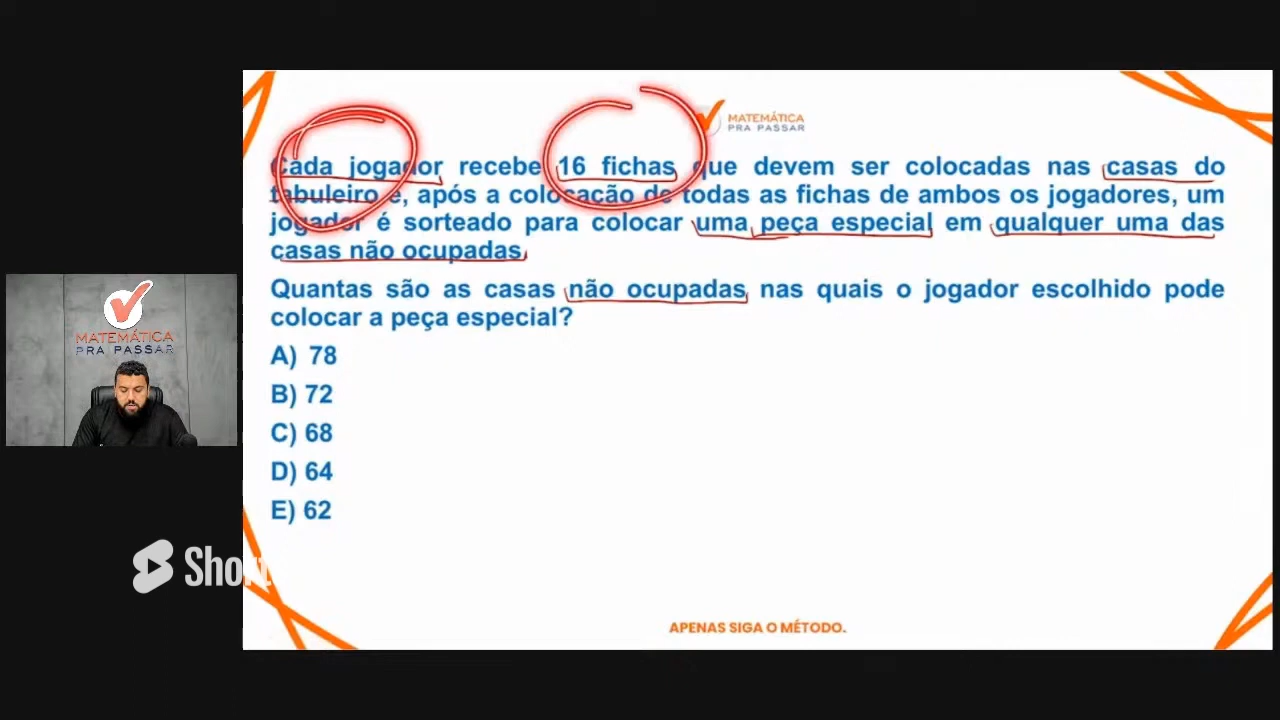 MATEMÁTICA
PRA PASSAR
Cada jogador recebe 16 fichas que devem ser colocadas nas casas do
tabuleiro e, após a colocação de todas as fichas de ambos os jogadores, um
jogador é sorteado para colocar uma peça especial em qualquer uma das
casas não ocupadas.
Quantas são as casas não ocupadas nas quais o jogador escolhido pode
colocar a peça especial?
A) 78
B) 72
C) 68
D) 64
E) 62
MATEMÁTICA
PRA PASSAR
Short
APENAS SIGA O MÉTODO.